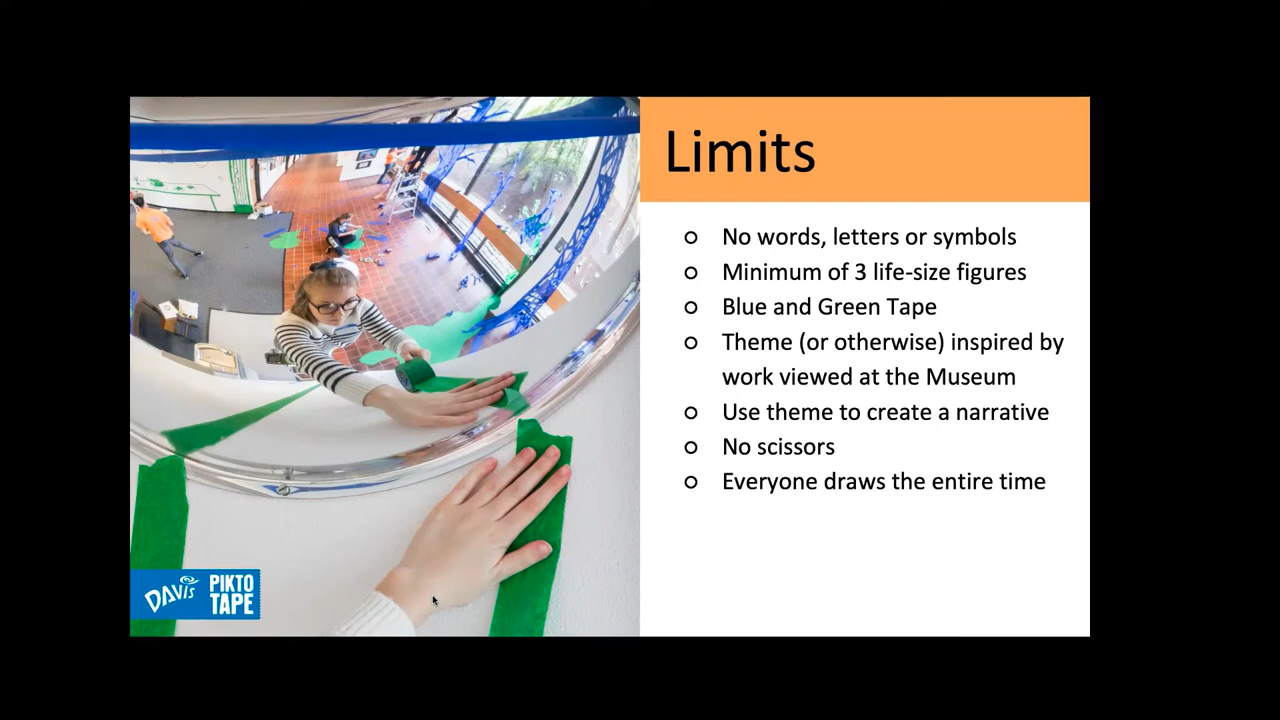 Limits
No words, letters or symbols
Minimum of 3 life-size figures
Blue and Green Tape
Theme (or otherwise) inspired by
work viewed at the Museum
Use theme to create a narrative
No scissors
Everyone draws the entire time
DAVIS
PIKTO
TAPE